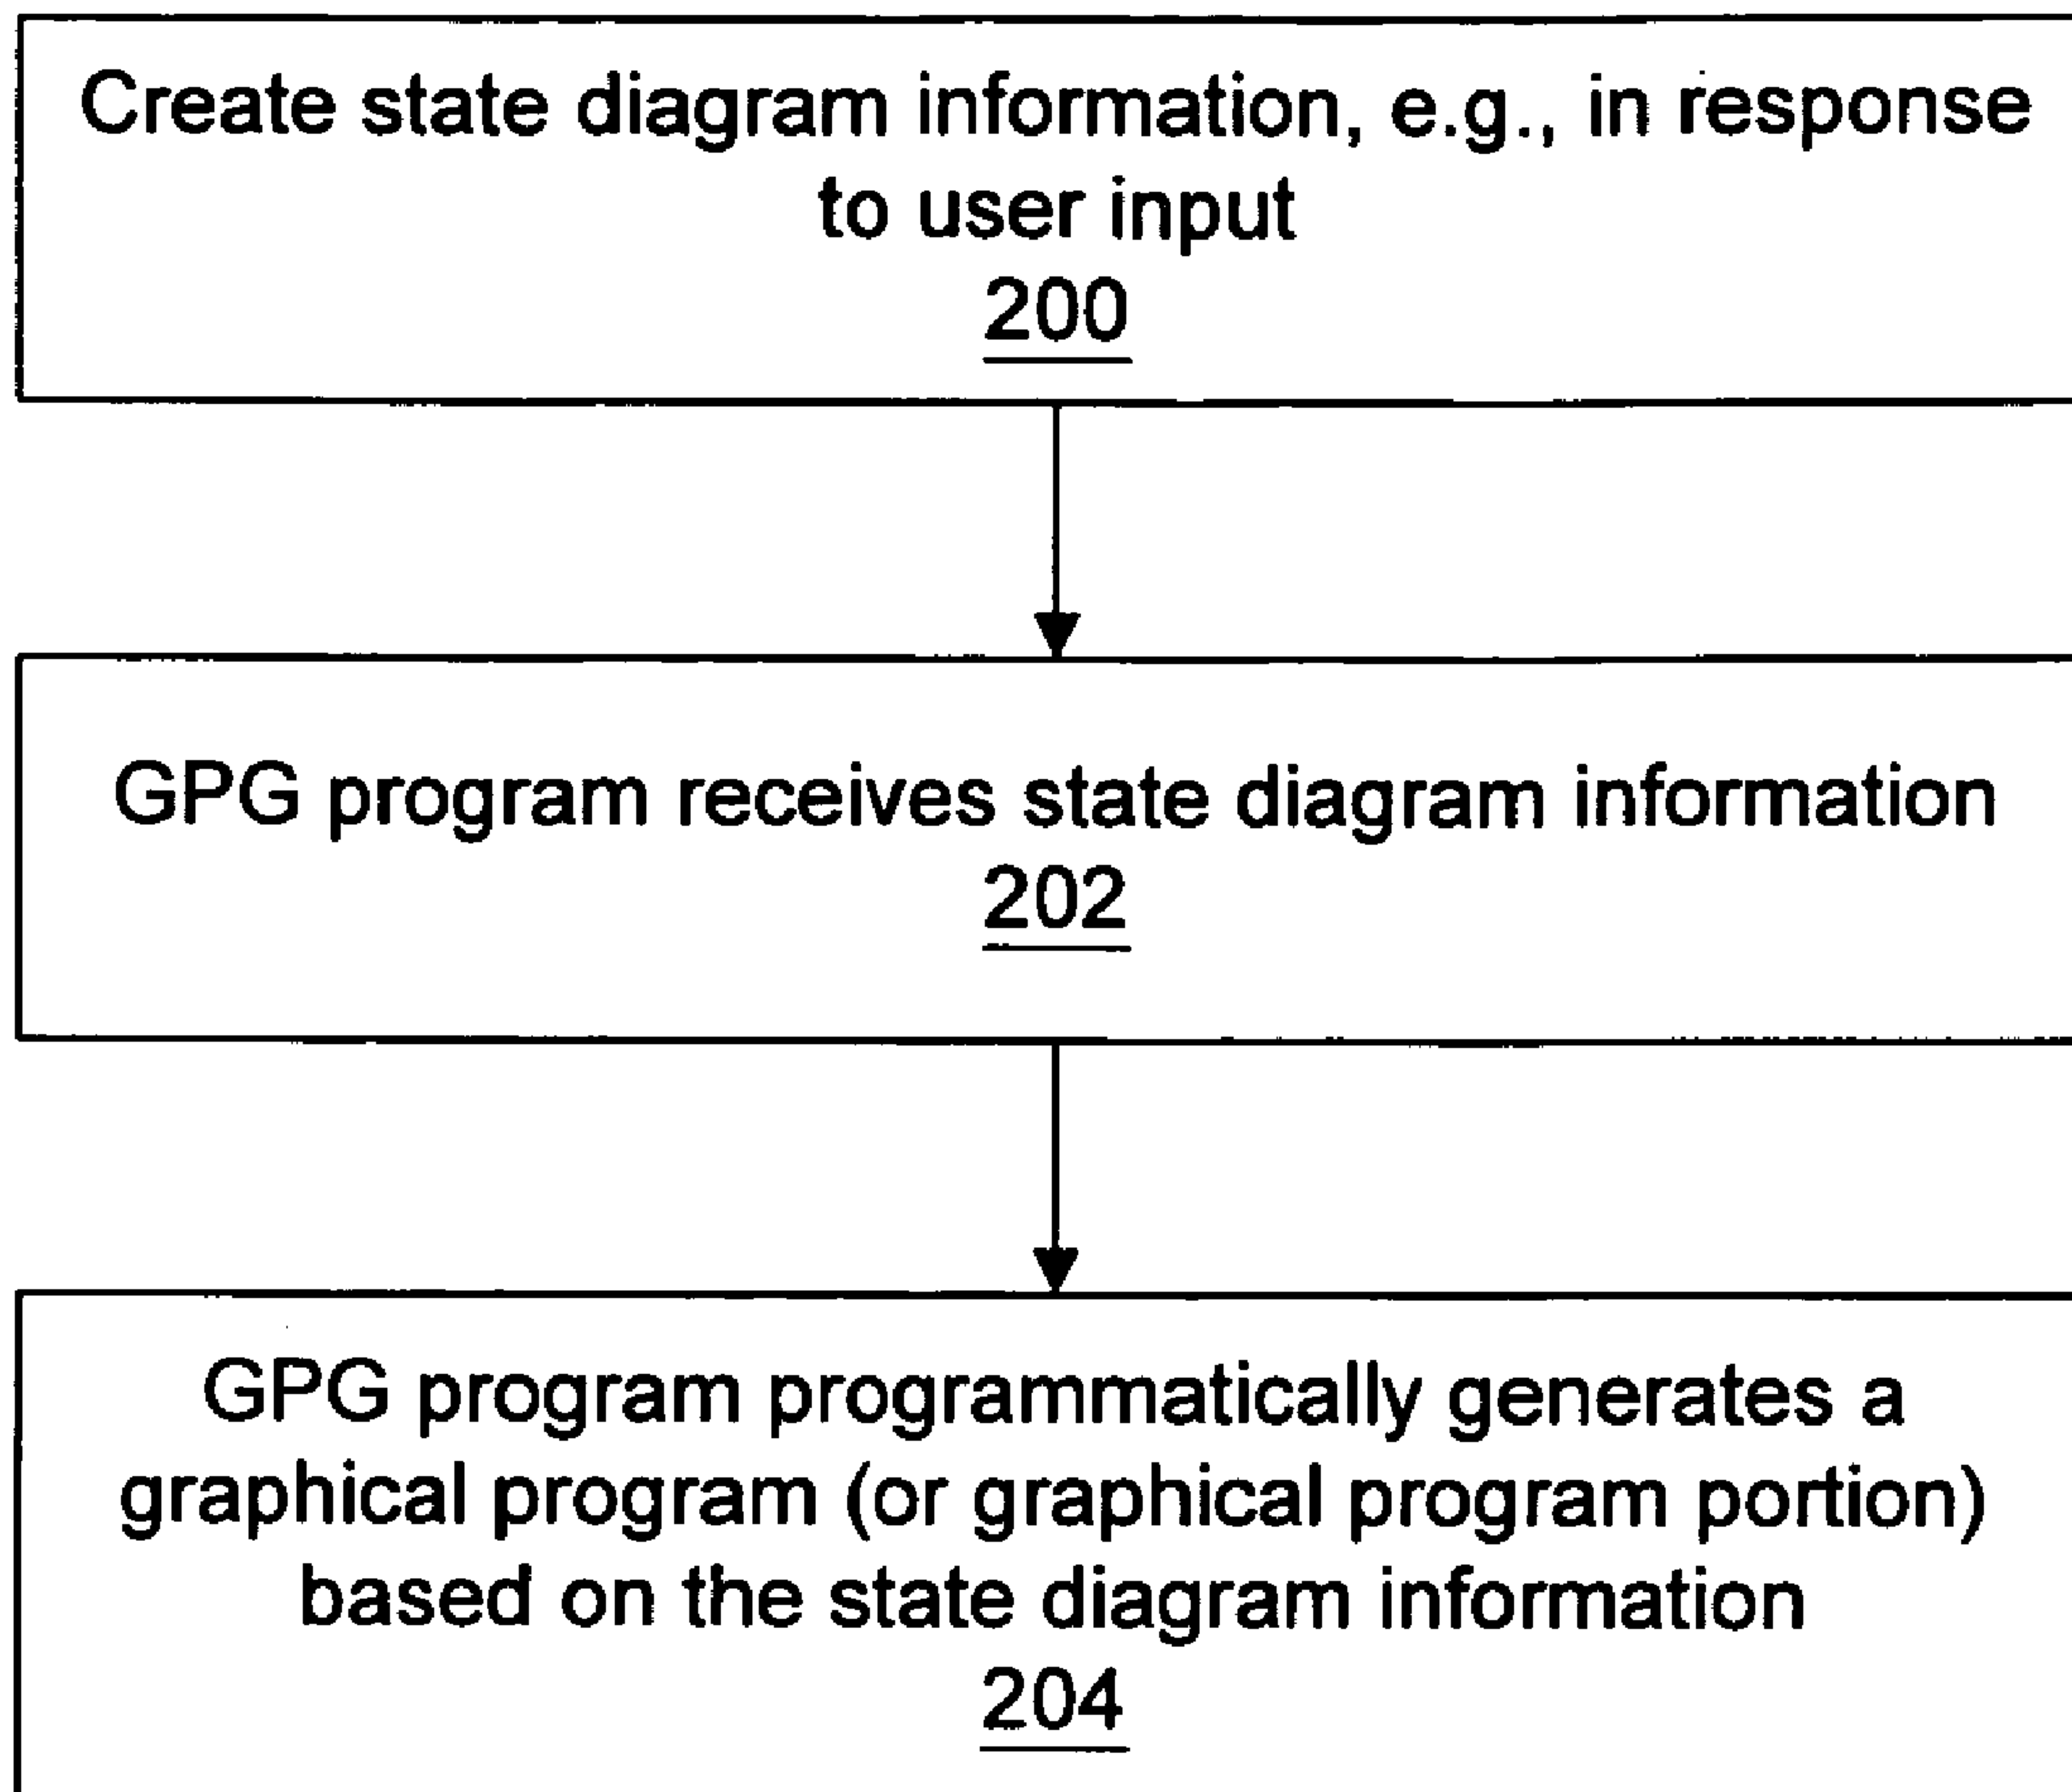 Create state diagram information, e.g., in response
to user input
200
GPG program receives state diagram information
202
GPG program programmatically generates a
graphical program (or graphical program portion)
based on the state diagram information
204